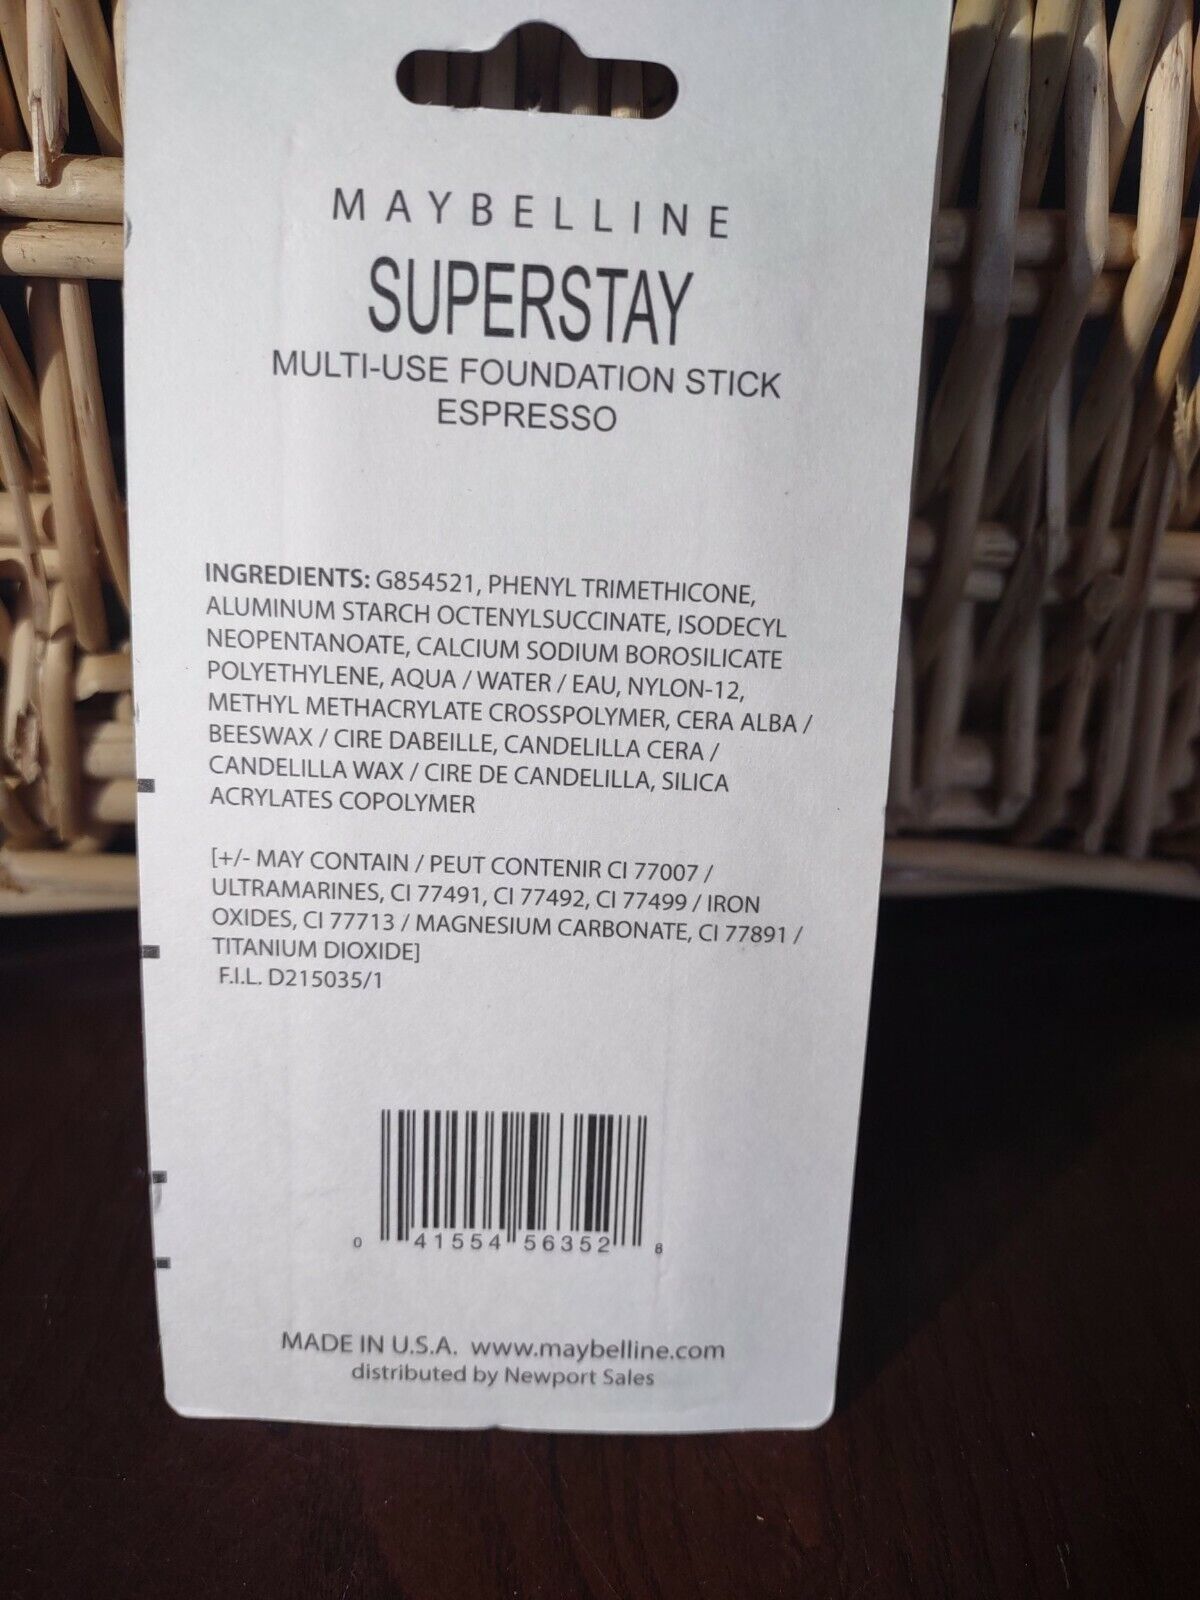 MAYBELLINE
SUPERSTAY
MULTI-USE FOUNDATION STICK
ESPRESSO
INGREDIENTS: G854521, PHENYL TRIMETHICONE,
ALUMINUM STARCH OCTENYLSUCCINATE, ISODECYL
NEOPENTANOATE, CALCIUM SODIUM BOROSILICATE
POLYETHYLENE, AQUA / WATER / EAU, NYLON-12,
METHYL METHACRYLATE CROSSPOLYMER, CERA ALBA /
BEESWAX / CIRE DABEILLE, CANDELILLA CERA /
CANDELILLA WAX / CIRE DE CANDELILLA, SILICA
ACRYLATES COPOLYMER
[+/- MAY CONTAIN / PEUT CONTENIR CI 77007 /
ULTRAMARINES, CI 77491, CI 77492, CI 77499 / IRON
OXIDES, CI 77713 / MAGNESIUM CARBONATE, CI 77891 /
TITANIUM DIOXIDE]
F.I.L. D215035/1
0 41554 56352 8
MADE IN U.S.A. www.maybelline.com
distributed by Newport Sales